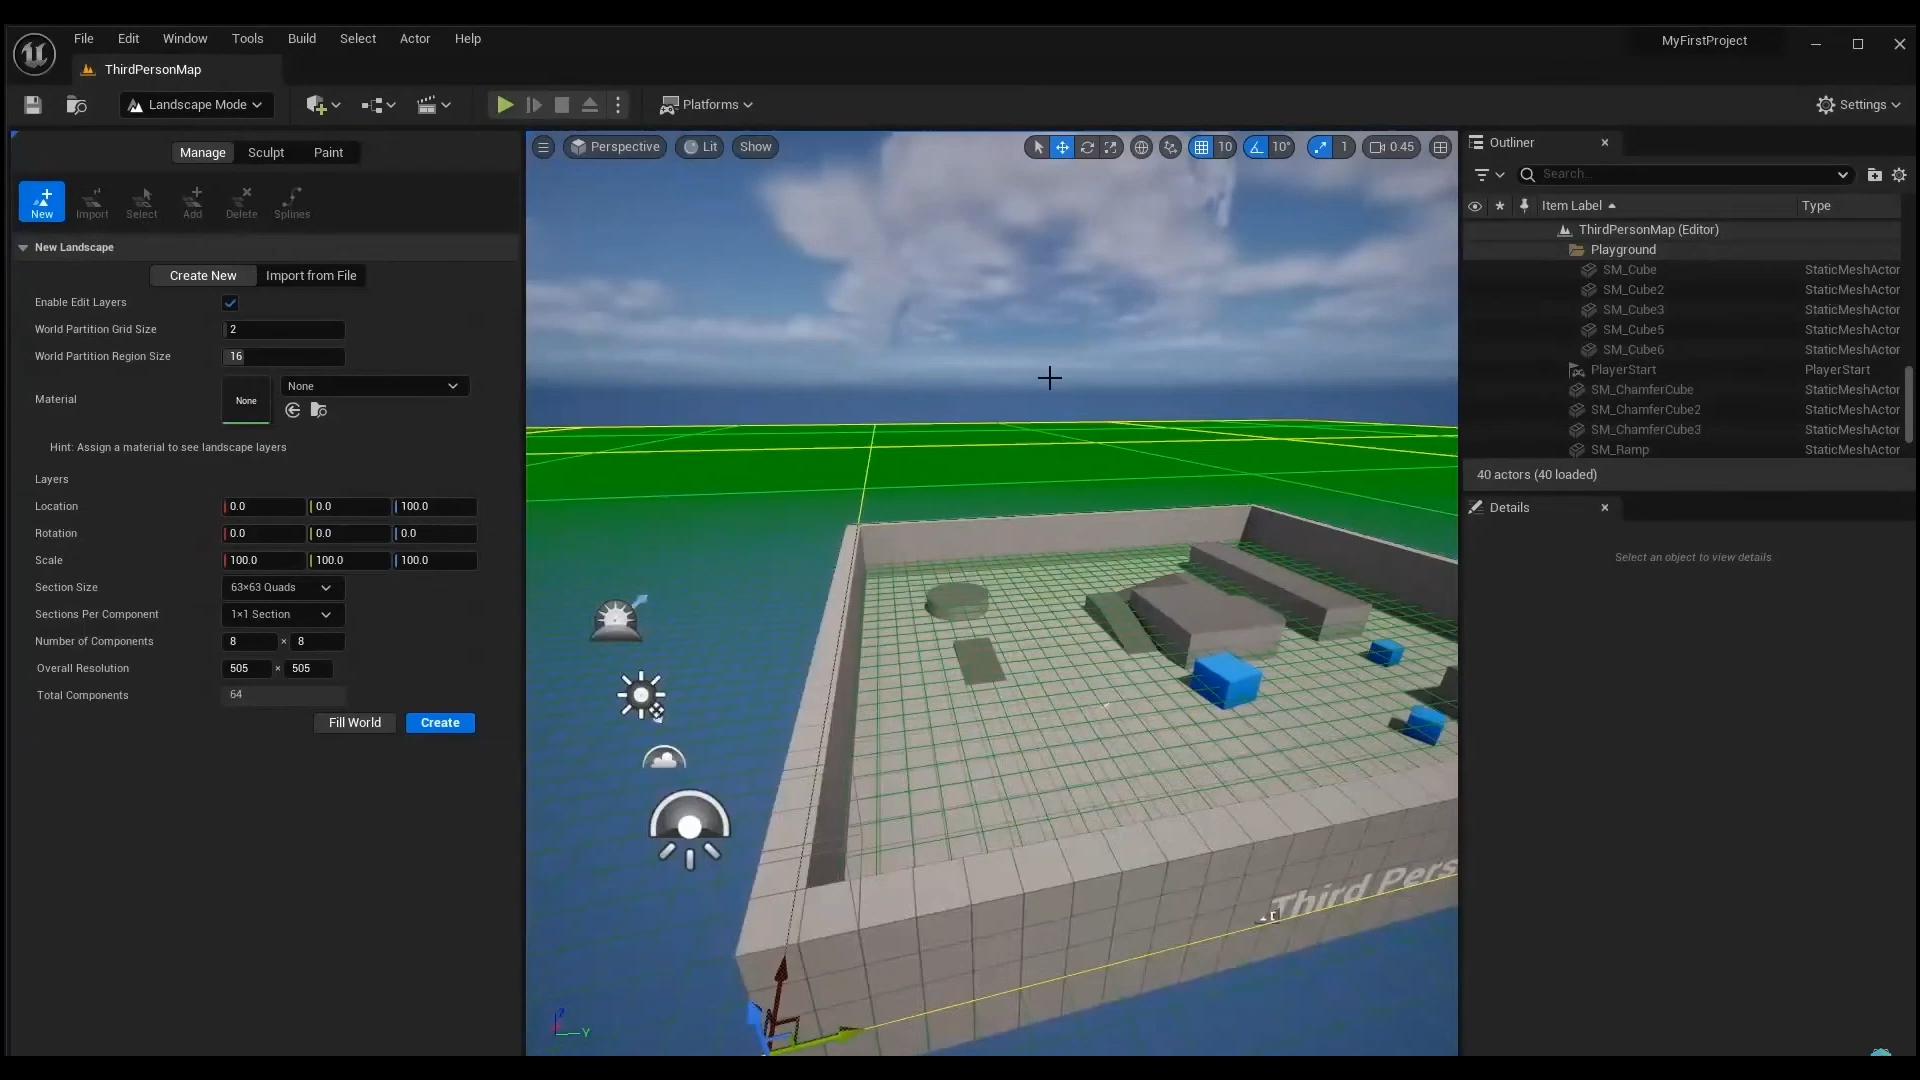 File Edit Window Tools Build Select Actor Help
MyFirstProject
ThirdPersonMap
Landscape Mode
Platforms
Settings
Manage Sculpt Paint
New Import Select Add Delete Splines
New Landscape
Create New Import from File
Enable Edit Layers
World Partition Grid Size 2
World Partition Region Size 16
Material None None
Hint: Assign a material to see landscape layers
Layers
Location 0.0 0.0 100.0
Rotation 0.0 0.0 0.0
Scale 100.0 100.0 100.0
Section Size 63×63 Quads
Sections Per Component 1×1 Section
Number of Components 8 × 8
Overall Resolution 505 × 505
Total Components 64
Fill World Create
Perspective Lit Show 10 10° 1 0.45
Third Pers
Z
Y
Outliner
Search...
Item Label Type
ThirdPersonMap (Editor)
Playground
SM_Cube StaticMeshActor
SM_Cube2 StaticMeshActor
SM_Cube3 StaticMeshActor
SM_Cube5 StaticMeshActor
SM_Cube6 StaticMeshActor
PlayerStart PlayerStart
SM_ChamferCube StaticMeshActor
SM_ChamferCube2 StaticMeshActor
SM_ChamferCube3 StaticMeshActor
SM_Ramp StaticMeshActor
40 actors (40 loaded)
Details
Select an object to view details